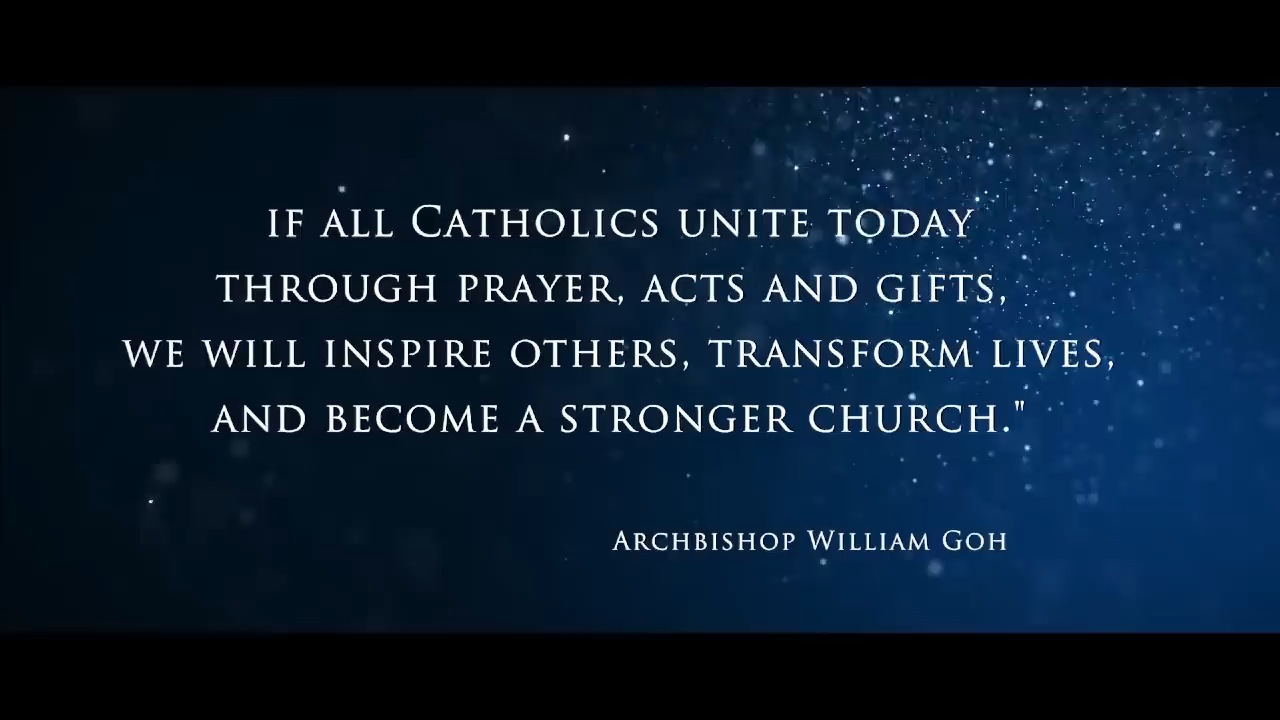 IF ALL CATHOLICS UNITE TODAY
THROUGH PRAYER, ACTS AND GIFTS,
WE WILL INSPIRE OTHERS, TRANSFORM LIVES,
AND BECOME A STRONGER CHURCH."
ARCHBISHOP WILLIAM GOH